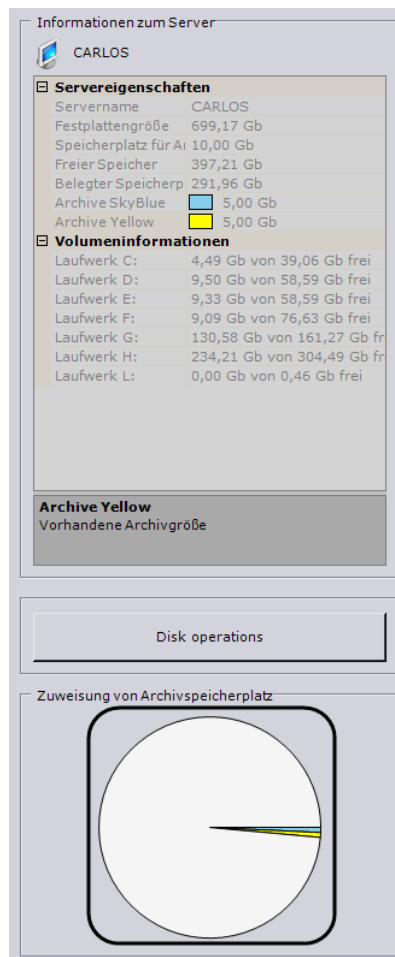 Informationen zum Server
CARLOS
Servereigenschaften
Servername CARLOS
Festplattengröße 699,17 Gb
Speicherplatz für Ar 10,00 Gb
Freier Speicher 397,21 Gb
Belegter Speicherp 291,96 Gb
Archive SkyBlue 5,00 Gb
Archive Yellow 5,00 Gb
Volumeninformationen
Laufwerk C: 4,49 Gb von 39,06 Gb frei
Laufwerk D: 9,50 Gb von 58,59 Gb frei
Laufwerk E: 9,33 Gb von 58,59 Gb frei
Laufwerk F: 9,09 Gb von 76,63 Gb frei
Laufwerk G: 130,58 Gb von 161,27 Gb fr
Laufwerk H: 234,21 Gb von 304,49 Gb fr
Laufwerk L: 0,00 Gb von 0,46 Gb frei
Archive Yellow
Vorhandene Archivgröße
Disk operations
Zuweisung von Archivspeicherplatz